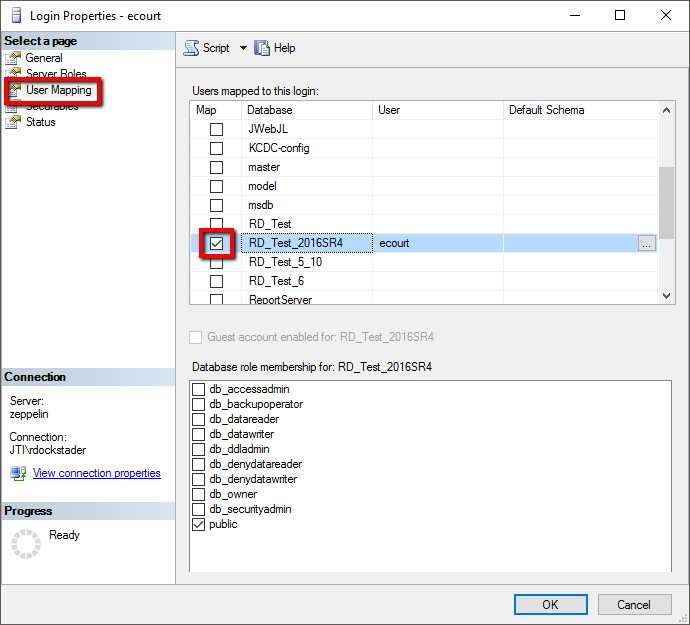 Login Properties - ecourt
Select a page
General
Server Roles
User Mapping
Securables
Status
Script Help
Users mapped to this login:
Map Database User Default Schema
JWebJL
KCDC-config
master
model
msdb
RD_Test
RD_Test_2016SR4 ecourt ...
RD_Test_5_10
RD_Test_6
ReportServer
Guest account enabled for: RD_Test_2016SR4
Database role membership for: RD_Test_2016SR4
db_accessadmin
db_backupoperator
db_datareader
db_datawriter
db_ddladmin
db_denydatareader
db_denydatawriter
db_owner
db_securityadmin
public
Connection
Server:
zeppelin
Connection:
JTI\rdockstader
View connection properties
Progress
Ready
OK Cancel